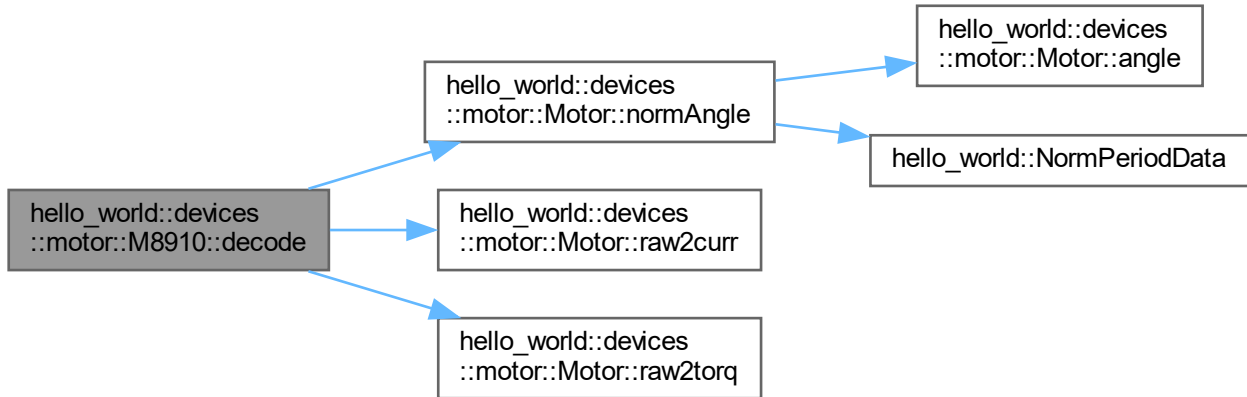 hello_world::devices
::motor::M8910::decode
hello_world::devices
::motor::Motor::normAngle
hello_world::devices
::motor::Motor::angle
hello_world::NormPeriodData
hello_world::devices
::motor::Motor::raw2curr
hello_world::devices
::motor::Motor::raw2torq